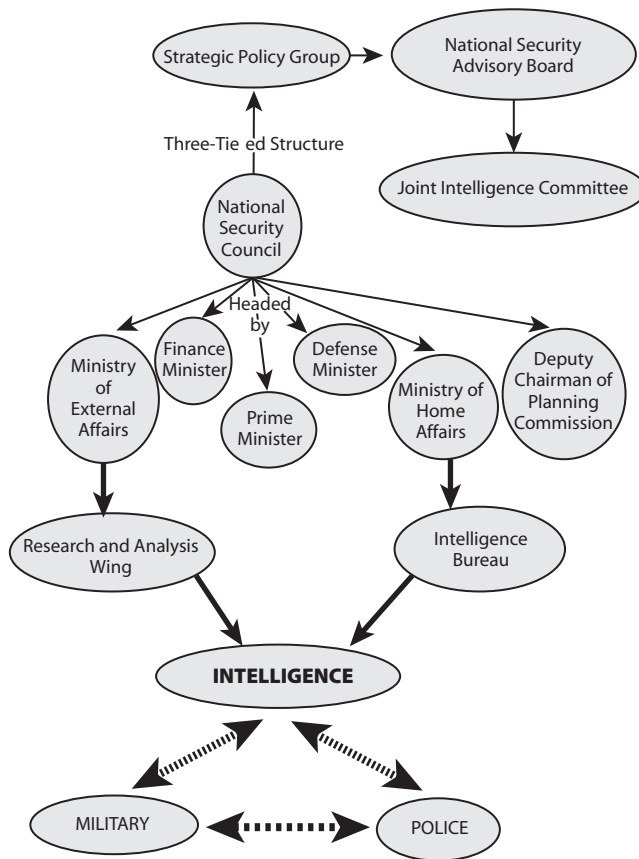 Strategic Policy Group
National Security
Advisory Board
Three-Tie ed Structure
Joint Intelligence Committee
National
Security
Council
Headed
by
Ministry
of
External
Affairs
Finance
Minister
Prime
Minister
Defense
Minister
Ministry of
Home
Affairs
Deputy
Chairman of
Planning
Commission
Research and Analysis
Wing
Intelligence
Bureau
INTELLIGENCE
MILITARY
POLICE